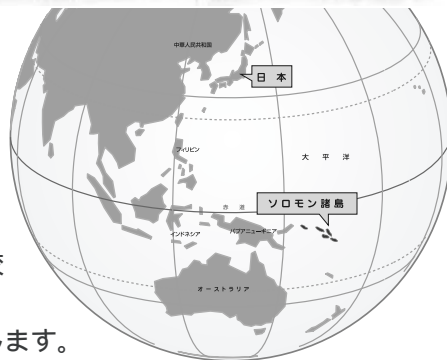 中華人民共和国
日本
フィリピン
太平洋
赤道
ソロモン諸島
インドネシア
パプアニューギニア
オーストラリア
ます。